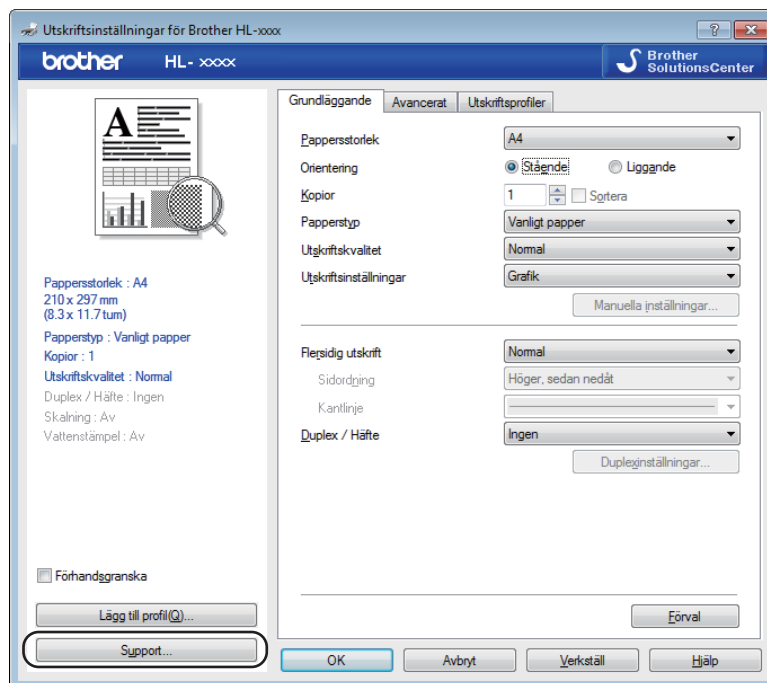 Utskriftsinställningar för Brother HL-xxxx
brother HL- xxxx
Brother
SolutionsCenter
A
Pappersstorlek : A4
210 x 297 mm
(8.3 x 11.7 tum)
Papperstyp : Vanligt papper
Kopior : 1
Utskriftskvalitet : Normal
Duplex / Häfte : Ingen
Skalning : Av
Vattenstämpel : Av
Förhandsgranska
Lägg till profil(Q)...
Support...
Grundläggande Avancerat Utskriftsprofiler
Pappersstorlek A4
Orientering Stående Liggande
Kopior 1 Sortera
Papperstyp Vanligt papper
Utskriftskvalitet Normal
Utskriftsinställningar Grafik
Manuella inställningar...
Flersidig utskrift Normal
Sidordning Höger, sedan nedåt
Kantlinje
Duplex / Häfte Ingen
Duplexinställningar...
Förval
OK Avbryt Verkställ Hjälp